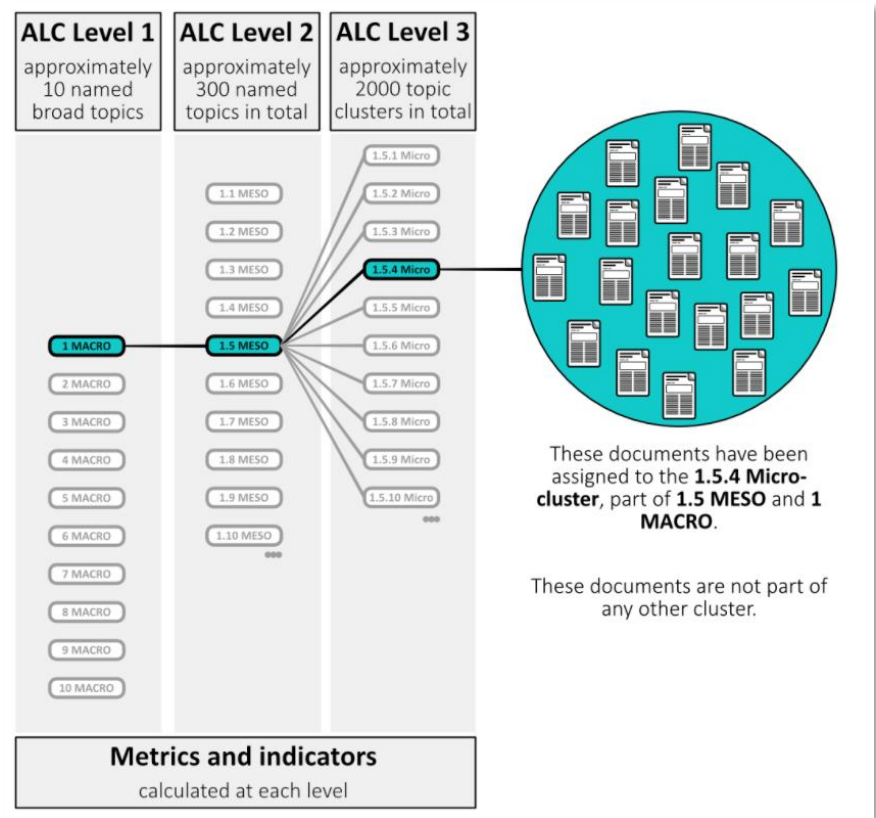 ALC Level 1
approximately
10 named
broad topics
ALC Level 2
approximately
300 named
topics in total
ALC Level 3
approximately
2000 topic
clusters in total
1 MACRO
2 MACRO
3 MACRO
4 MACRO
5 MACRO
6 MACRO
7 MACRO
8 MACRO
9 MACRO
10 MACRO
1.1 MESO
1.2 MESO
1.3 MESO
1.4 MESO
1.5 MESO
1.6 MESO
1.7 MESO
1.8 MESO
1.9 MESO
1.10 MESO
1.5.1 Micro
1.5.2 Micro
1.5.3 Micro
1.5.4 Micro
1.5.5 Micro
1.5.6 Micro
1.5.7 Micro
1.5.8 Micro
1.5.9 Micro
1.5.10 Micro
These documents have been
assigned to the 1.5.4 Micro-
cluster, part of 1.5 MESO and 1
MACRO.
These documents are not part of
any other cluster.
Metrics and indicators
calculated at each level